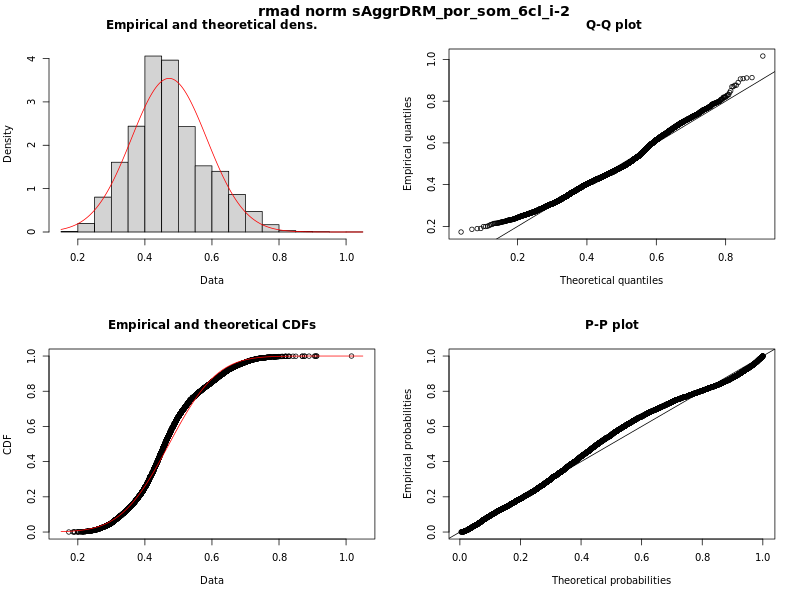 rmad norm sAggrDRM_por_som_6cl_i-2
Empirical and theoretical dens.
Density
0 1 2 3 4
0.2 0.4 0.6 0.8 1.0
Data
Q-Q plot
Empirical quantiles
0.2 0.4 0.6 0.8 1.0
0.2 0.4 0.6 0.8
Theoretical quantiles
Empirical and theoretical CDFs
CDF
0.0 0.2 0.4 0.6 0.8 1.0
0.2 0.4 0.6 0.8 1.0
Data
P-P plot
Empirical probabilities
0.0 0.2 0.4 0.6 0.8 1.0
0.0 0.2 0.4 0.6 0.8 1.0
Theoretical probabilities